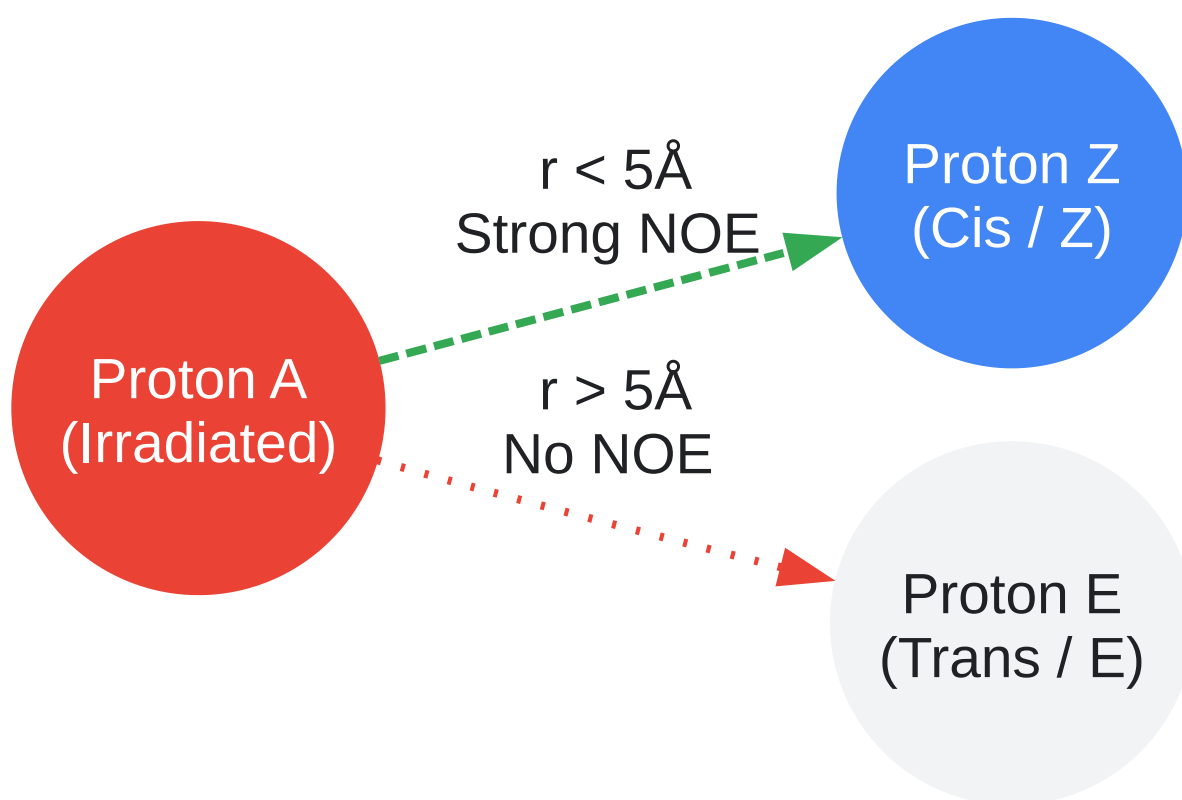 r < 5Å
Strong NOE
Proton Z
(Cis / Z)
Proton A
(Irradiated)
r > 5Å
No NOE
Proton E
(Trans / E)